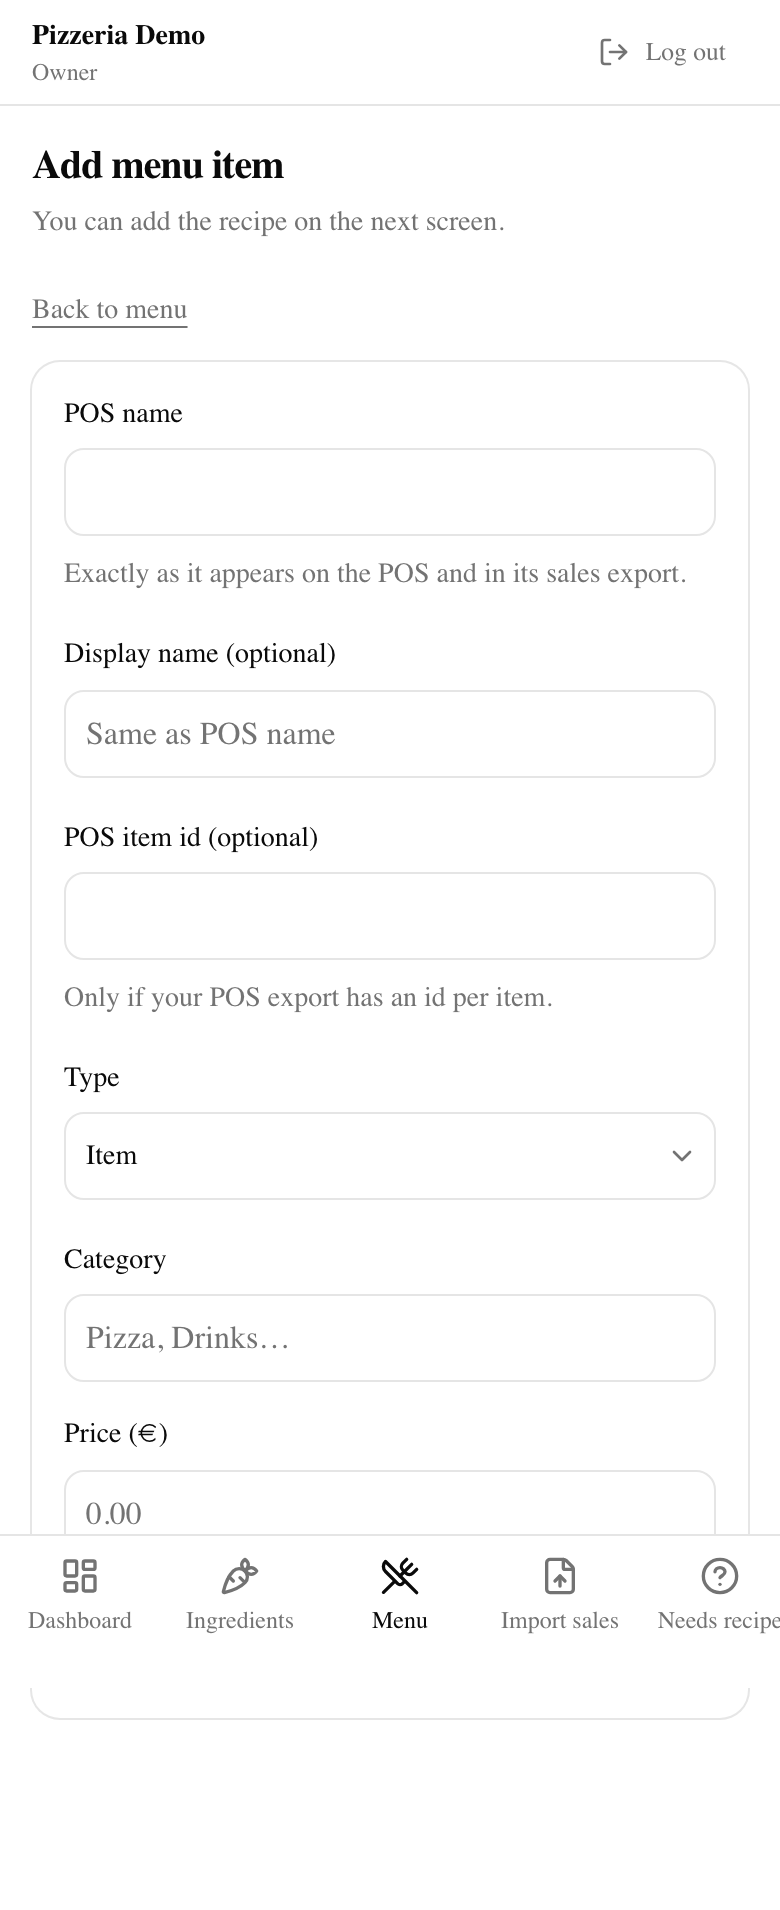 Pizzeria Demo
Owner
Log out
Add menu item
You can add the recipe on the next screen.
Back to menu
POS name
Exactly as it appears on the POS and in its sales export.
Display name (optional)
Same as POS name
POS item id (optional)
Only if your POS export has an id per item.
Type
Item
Category
Pizza, Drinks…
Price (€)
0.00
Dashboard
Ingredients
Menu
Import sales
Needs recipe